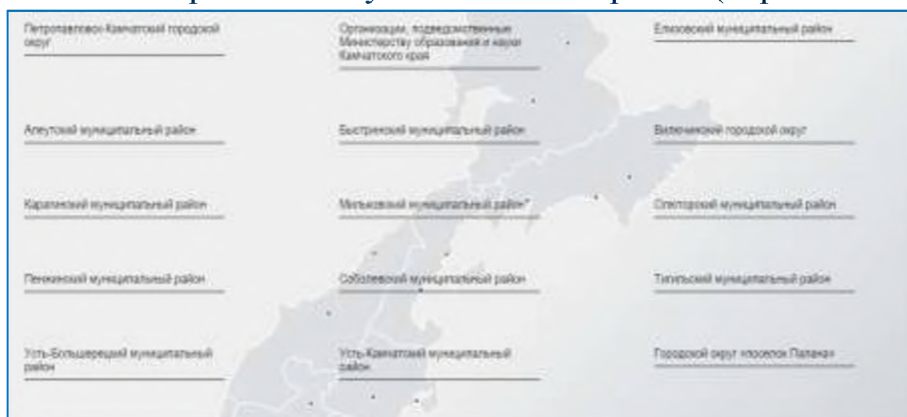 Петропавловск-Камчатский городской
округ
Организации, подведомственные
Министерству образования и науки
Камчатского края
Елизовский муниципальный район
Алеутский муниципальный район
Быстринский муниципальный район
Вилючинский городской округ
Карагинский муниципальный район
Мильковский муниципальный район*
Олюторский муниципальный район
Пенжинский муниципальный район
Соболевский муниципальный район
Тигильский муниципальный район
Усть-Большерецкий муниципальный
район
Усть-Камчатский муниципальный
район
Городской округ «поселок Палана»